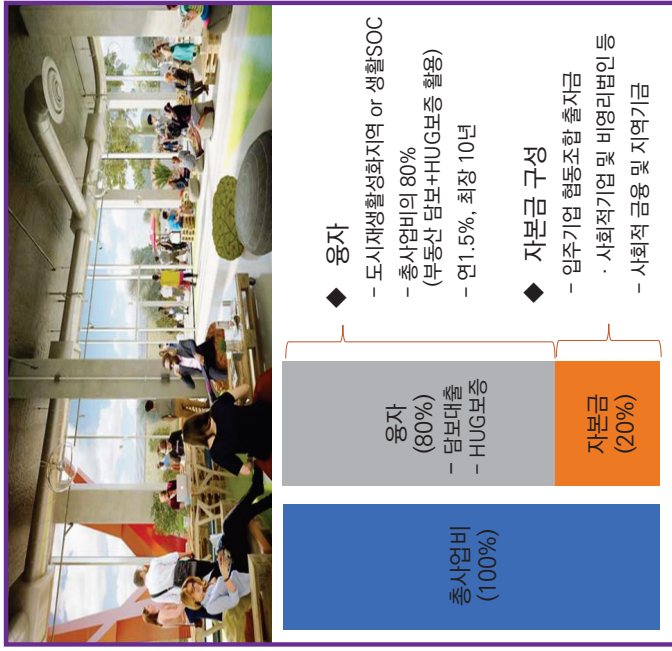 총사업비
(100%)
융자
(80%)
- 담보대출
- HUG보증
자본금
(20%)
◆ 융자
- 도시재생활성화지역 or 생활SOC
- 총사업비의 80%
(부동산 담보+HUG보증 활용)
- 연1.5%, 최장 10년
◆ 자본금 구성
- 입주기업 협동조합 출자금
· 사회적기업 및 비영리법인 등
- 사회적 금융 및 지역기금